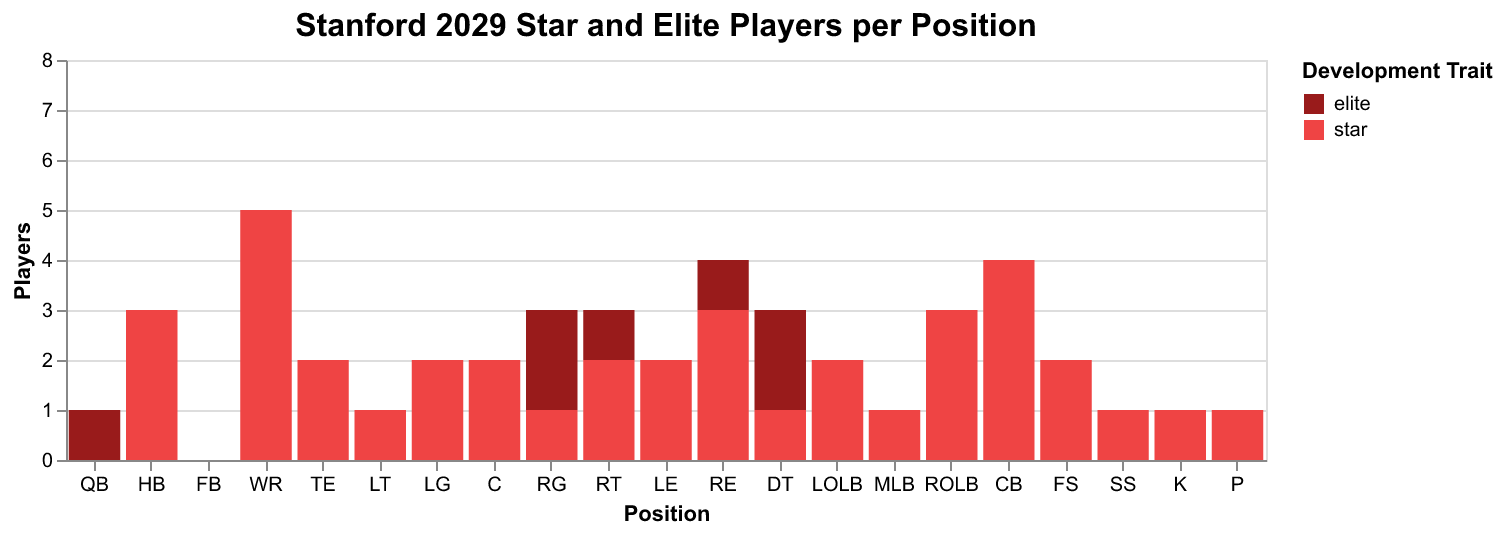 Stanford 2029 Star and Elite Players per Position
Development Trait
elite
star
Players
8
7
6
5
4
3
2
1
0
QB HB FB WR TE LT LG C RG RT LE RE DT LOLB MLB ROLB CB FS SS K P
Position